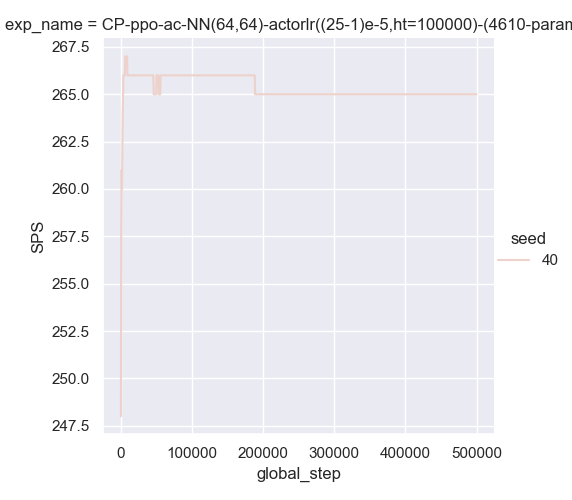 exp_name = CP-ppo-ac-NN(64,64)-actorlr((25-1)e-5,ht=100000)-(4610-param
267.5
265.0
262.5
260.0
257.5
255.0
252.5
250.0
247.5
SPS
0 100000 200000 300000 400000 500000
global_step
seed
40